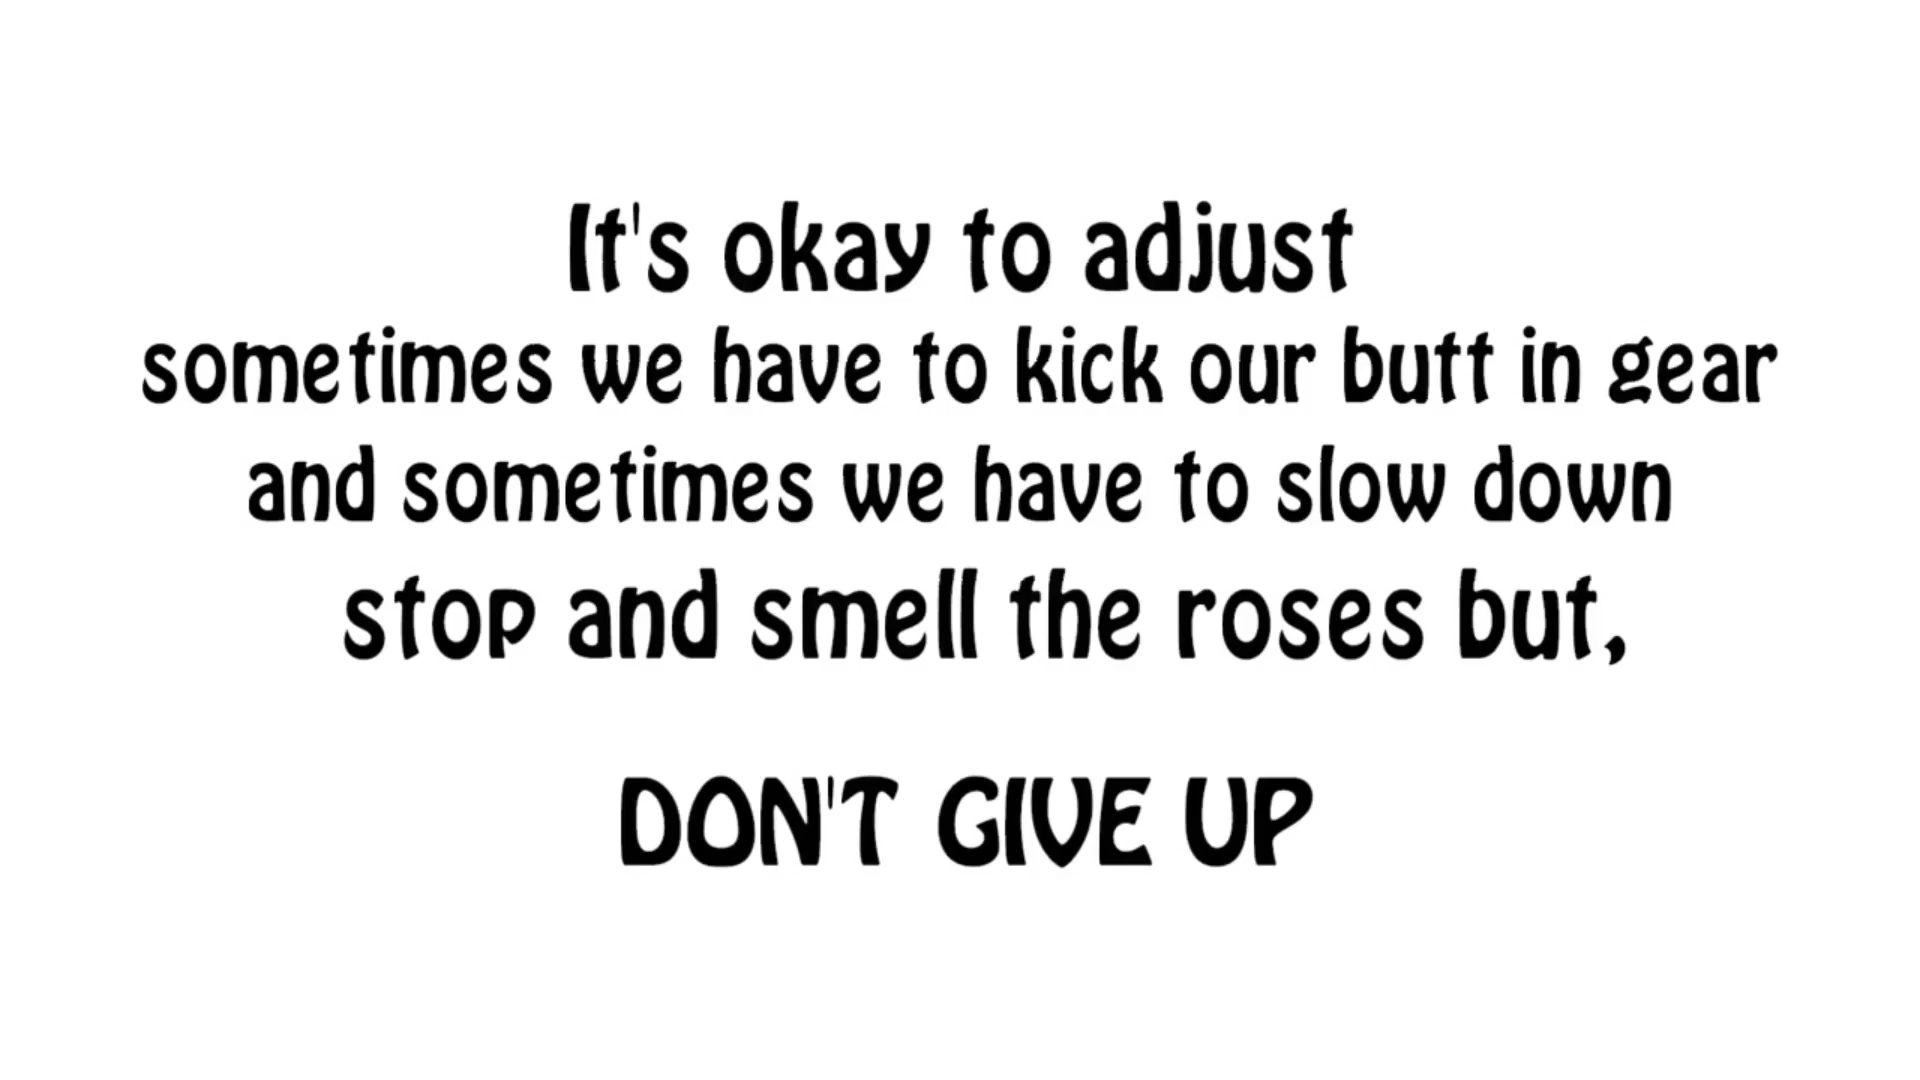 It's okay to adjust
sometimes we have to kick our butt in gear
and sometimes we have to slow down
stop and smell the roses but,
DON'T GIVE UP